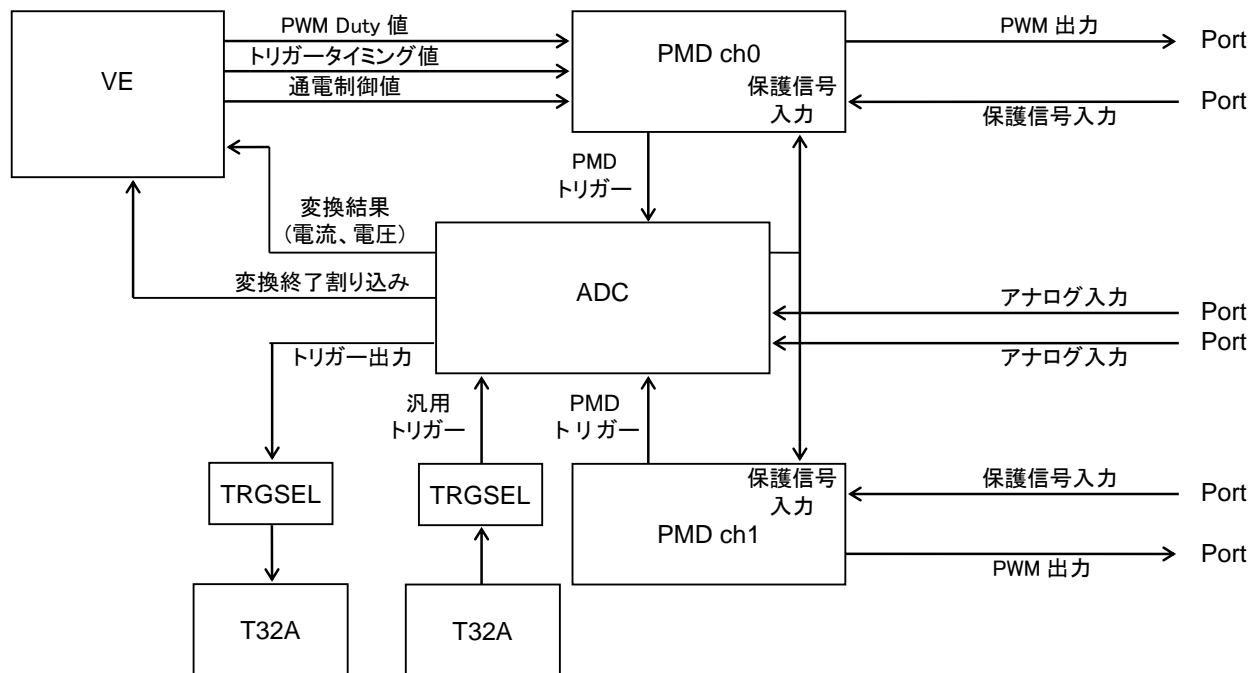 PWM Duty 値
トリガータイミング値
通電制御値
VE
PMD ch0
保護信号
入力
PWM 出力
Port
保護信号入力
Port
PMD
トリガー
変換結果
(電流、電圧)
変換終了割り込み
ADC
アナログ入力
Port
アナログ入力
Port
トリガー出力
汎用
トリガー
PMD
トリガー
TRGSEL
TRGSEL
保護信号
入力
PMD ch1
保護信号入力
Port
PWM 出力
Port
T32A
T32A